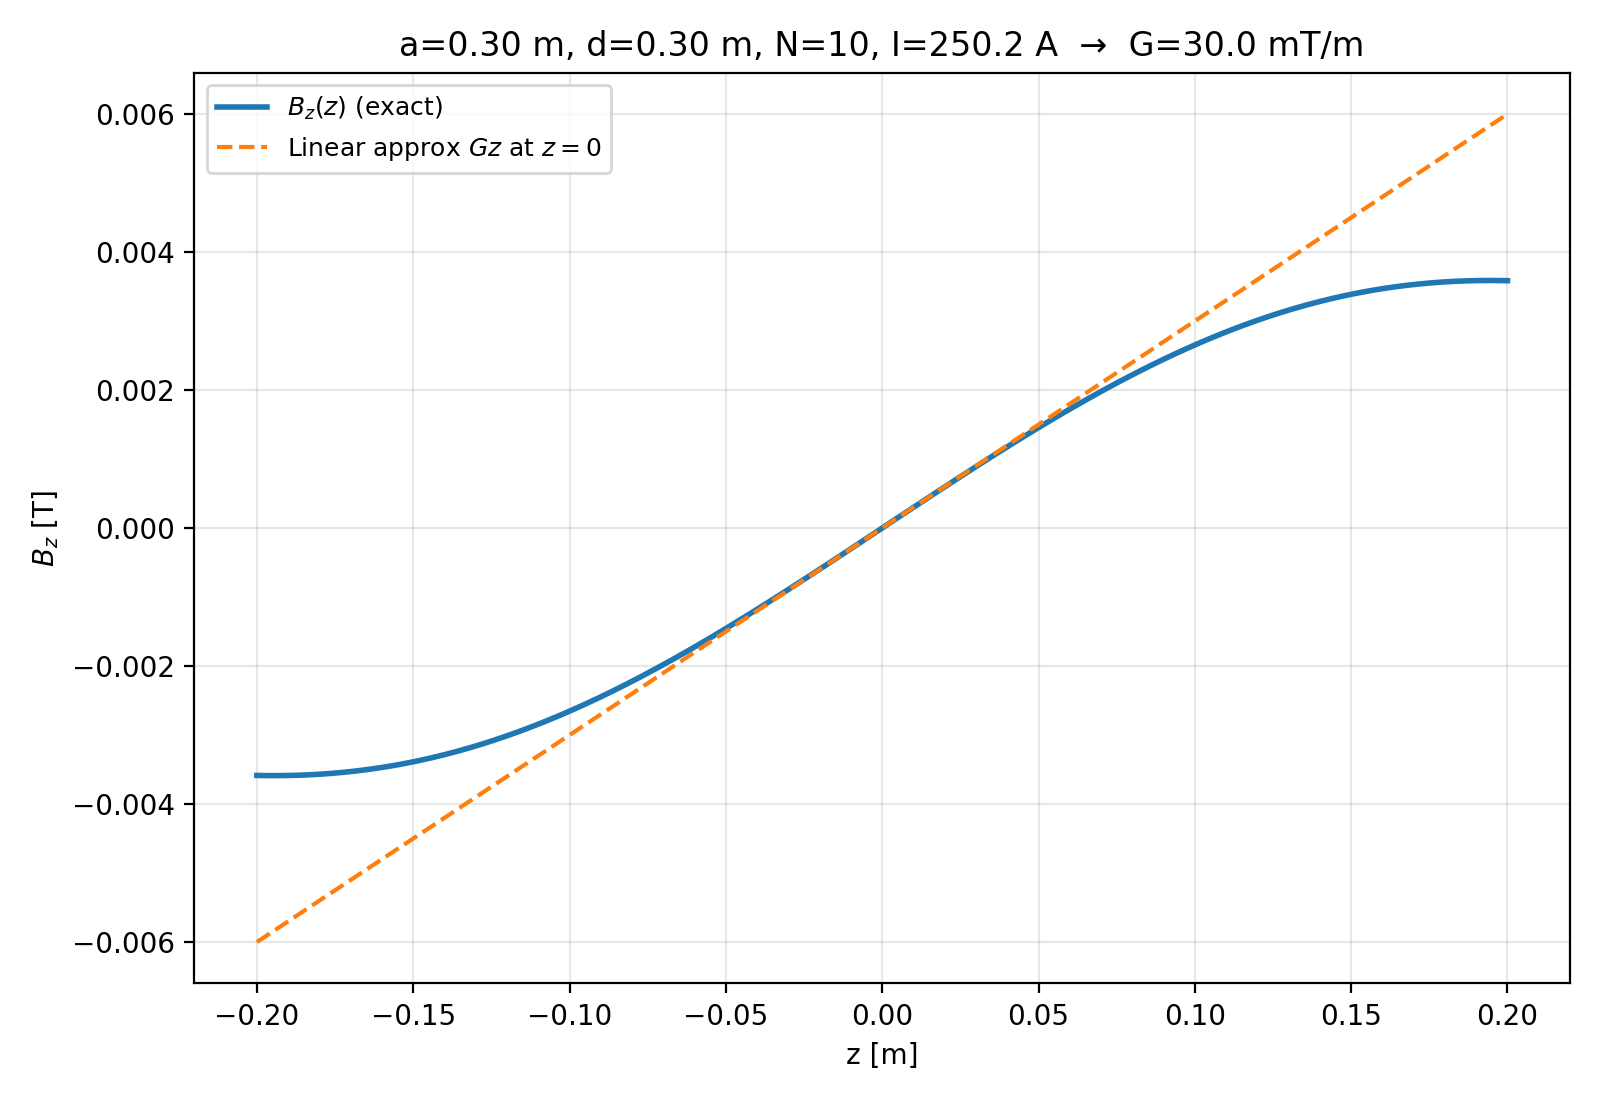 a=0.30 m, d=0.30 m, N=10, I=250.2 A → G=30.0 mT/m
B_z(z) (exact)
Linear approx Gz at z = 0
0.006
0.004
0.002
0.000
−0.002
−0.004
−0.006
B_z [T]
−0.20 −0.15 −0.10 −0.05 0.00 0.05 0.10 0.15 0.20
z [m]